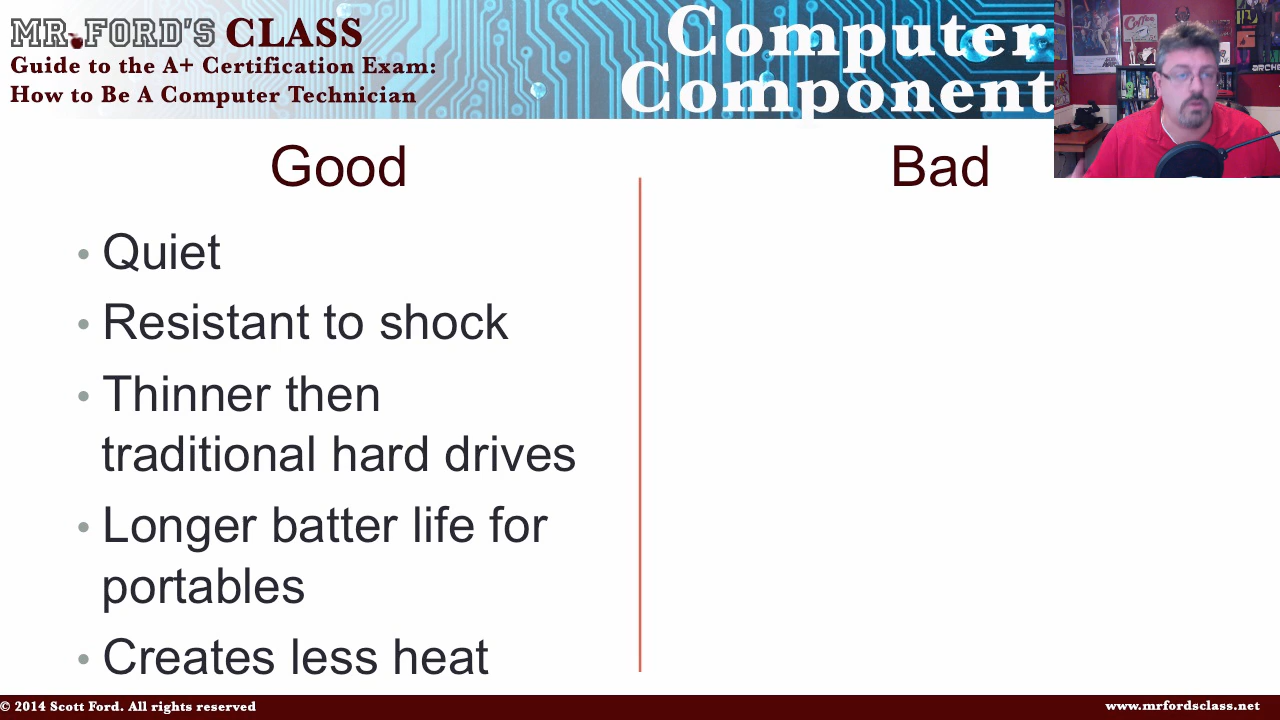 MR. FORD'S CLASS
Guide to the A+ Certification Exam:
How to Be A Computer Technician
Computer
Component
Good
Bad
• Quiet
• Resistant to shock
• Thinner then
traditional hard drives
• Longer batter life for
portables
• Creates less heat
Coffee
© 2014 Scott Ford. All rights reserved
www.mrfordsclass.net